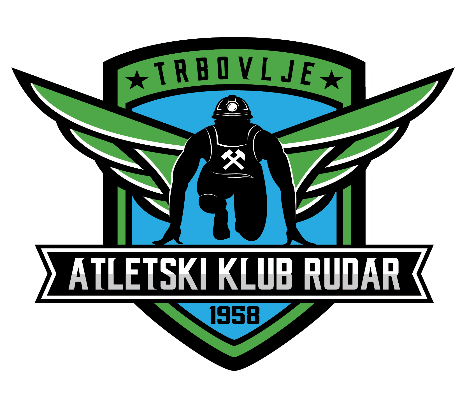 TRBOVLJE
ATLETSKI KLUB RUDAR
1958